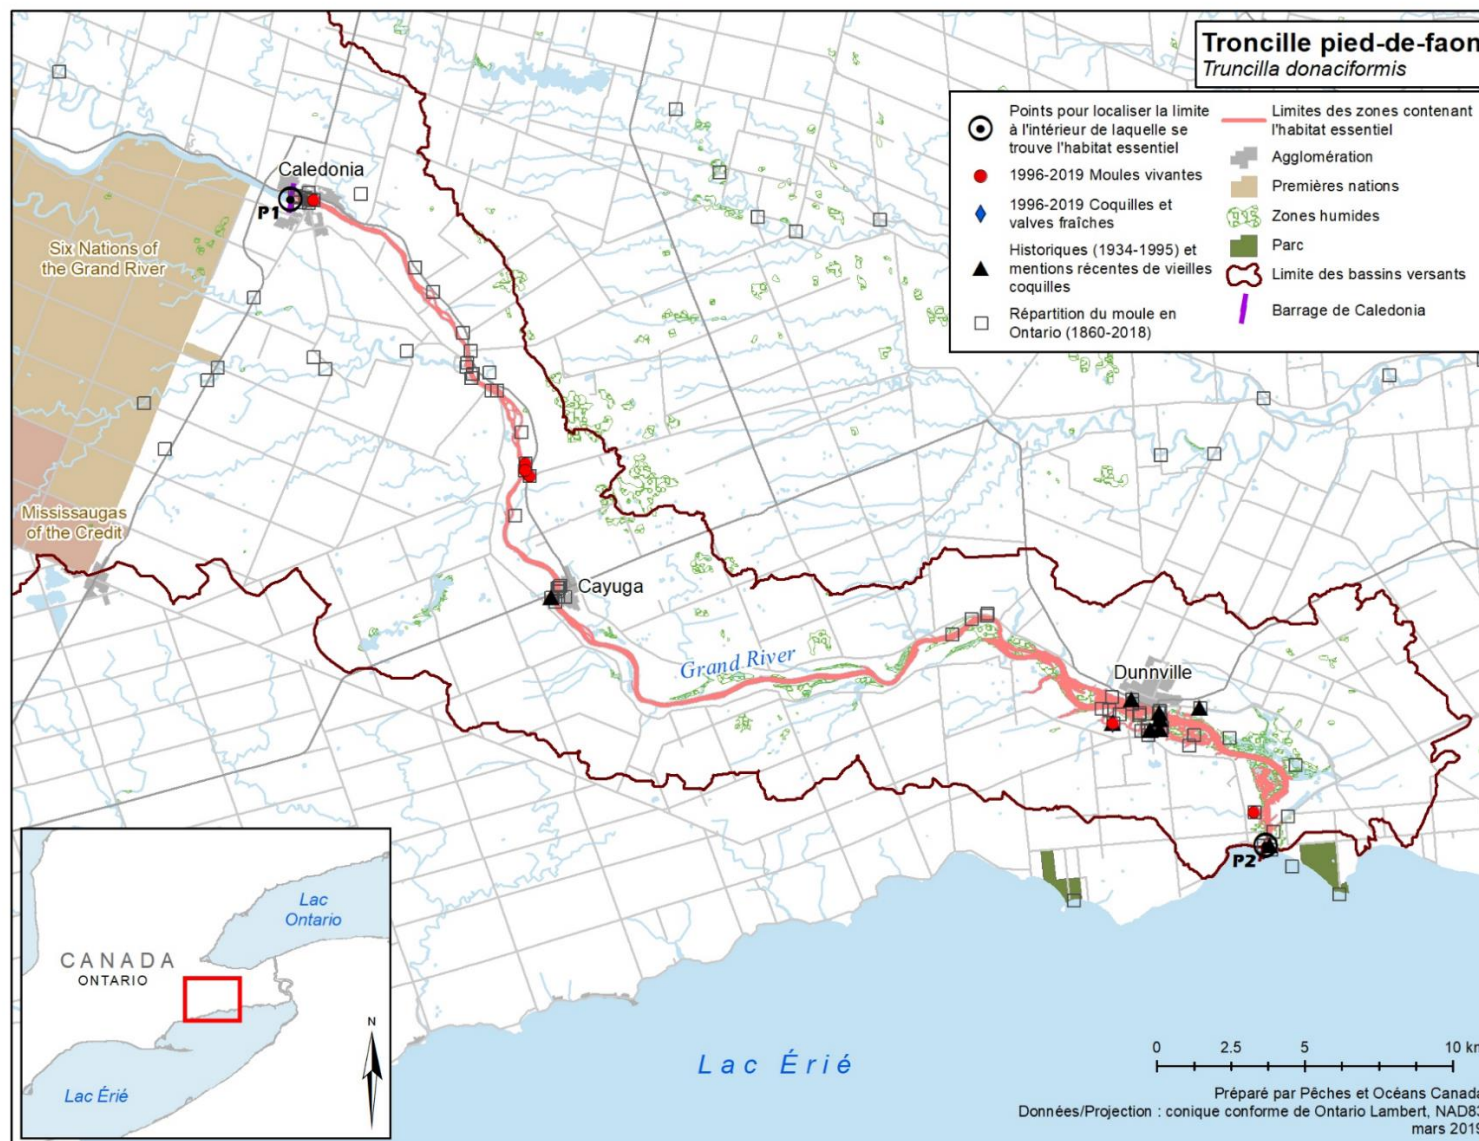 Troncille pied-de-faon
Truncilla donaciformis
Points pour localiser la limite
à l'intérieur de laquelle se
trouve l'habitat essentiel
1996-2019 Moules vivantes
1996-2019 Coquilles et
valves fraîches
Historiques (1934-1995) et
mentions récentes de vieilles
coquilles
Répartition du moule en
Ontario (1860-2018)
Limites des zones contenant
l'habitat essentiel
Agglomération
Premières nations
Zones humides
Parc
Limite des bassins versants
Barrage de Caledonia
Caledonia
P1
Six Nations of
the Grand River
Mississaugas
of the Credit
Cayuga
Grand River
Dunnville
P2
Lac
Ontario
CANADA
ONTARIO
N
Lac Érié
Lac Érié
0 2.5 5 10 km
Préparé par Pêches et Océans Canada
Données/Projection : conique conforme de Ontario Lambert, NAD83
mars 2019